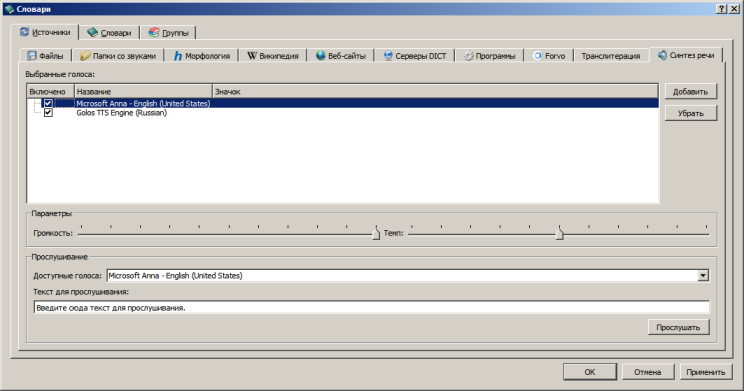 Словари
Источники Словари Группы
Файлы Папки со звуками Морфология Википедия Веб-сайты Серверы DICT Программы Forvo Транслитерация Синтез речи
Выбранные голоса:
Включено Название Значок
Microsoft Anna - English (United States)
Golos TTS Engine (Russian)
Добавить
Убрать
Параметры
Громкость: Темп:
Прослушивание
Доступные голоса: Microsoft Anna - English (United States)
Текст для прослушивания:
Введите сюда текст для прослушивания.
Прослушать
OK Отмена Применить